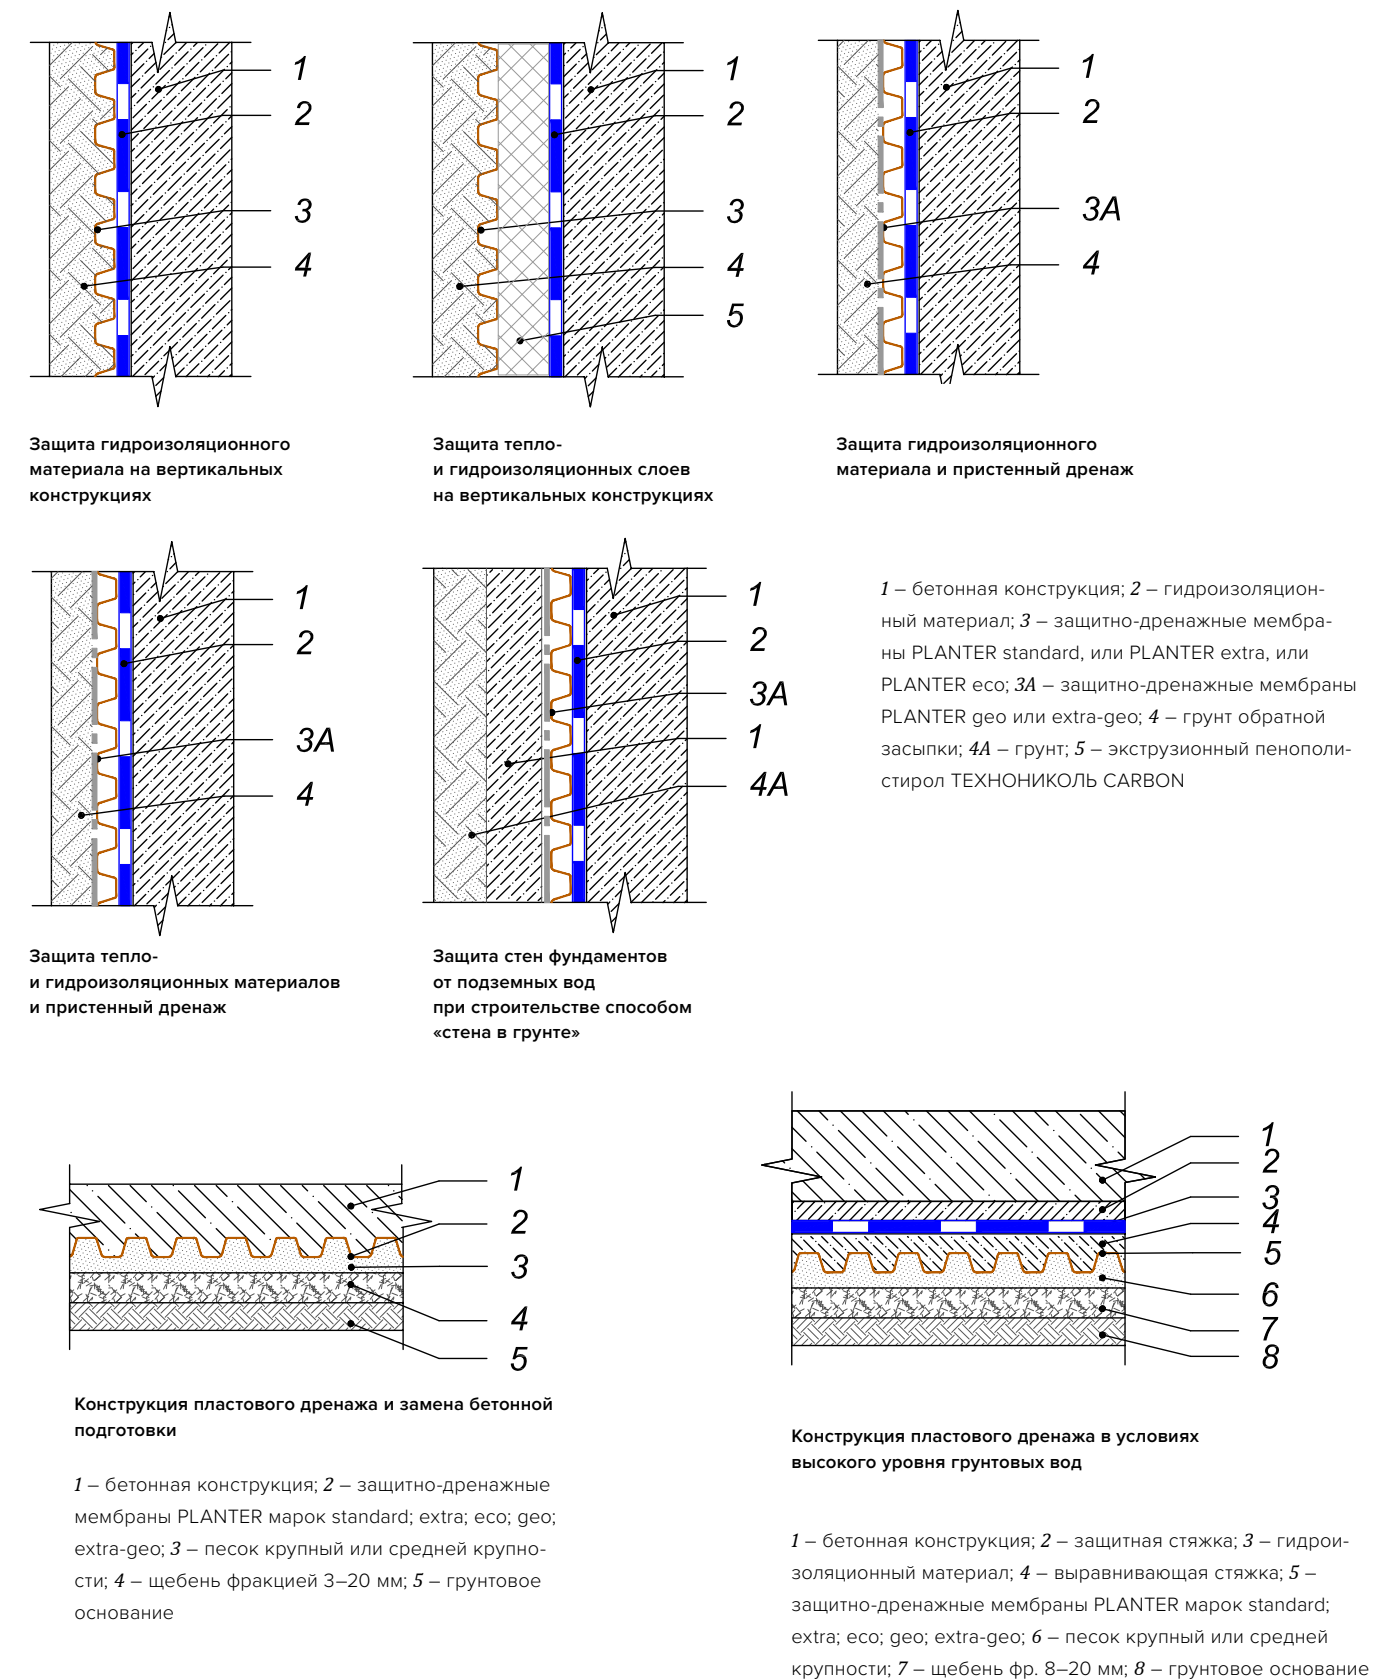 1
2
3
4
1
2
3
4
5
1
2
3А
4
Защита гидроизоляционного
материала на вертикальных
конструкциях
Защита тепло-
и гидроизоляционных слоев
на вертикальных конструкциях
Защита гидроизоляционного
материала и пристенный дренаж
1
2
3А
4
1
2
3А
1
4А
1 – бетонная конструкция; 2 – гидроизоляцион-
ный материал; 3 – защитно-дренажные мембра-
ны PLANTER standard, или PLANTER extra, или
PLANTER eco; 3А – защитно-дренажные мембраны
PLANTER geo или extra-geo; 4 – грунт обратной
засыпки; 4А – грунт; 5 – экструзионный пенополи-
стирол ТЕХНОНИКОЛЬ CARBON
Защита тепло-
и гидроизоляционных материалов
и пристенный дренаж
Защита стен фундаментов
от подземных вод
при строительстве способом
«стена в грунте»
1
2
3
4
5
1
2
3
4
5
6
7
8
Конструкция пластового дренажа и замена бетонной
подготовки
1 – бетонная конструкция; 2 – защитно-дренажные
мембраны PLANTER марок standard; extra; eco; geo;
extra-geo; 3 – песок крупный или средней крупно-
сти; 4 – щебень фракцией 3–20 мм; 5 – грунтовое
основание
Конструкция пластового дренажа в условиях
высокого уровня грунтовых вод
1 – бетонная конструкция; 2 – защитная стяжка; 3 – гидрои-
золяционный материал; 4 – выравнивающая стяжка; 5 –
защитно-дренажные мембраны PLANTER марок standard;
extra; eco; geo; extra-geo; 6 – песок крупный или средней
крупности; 7 – щебень фр. 8–20 мм; 8 – грунтовое основание